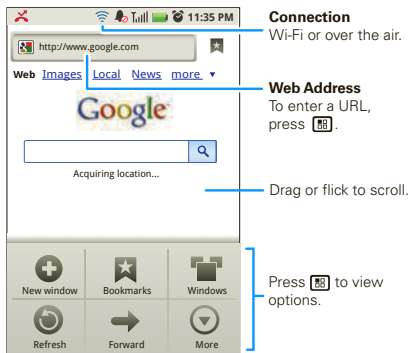 11:35 PM
http://www.google.com
Web Images Local News more ▼
Google
Acquiring location...
New window Bookmarks Windows
Refresh Forward More
Connection
Wi-Fi or over the air.
Web Address
To enter a URL,
press .
Drag or flick to scroll.
Press to view
options.